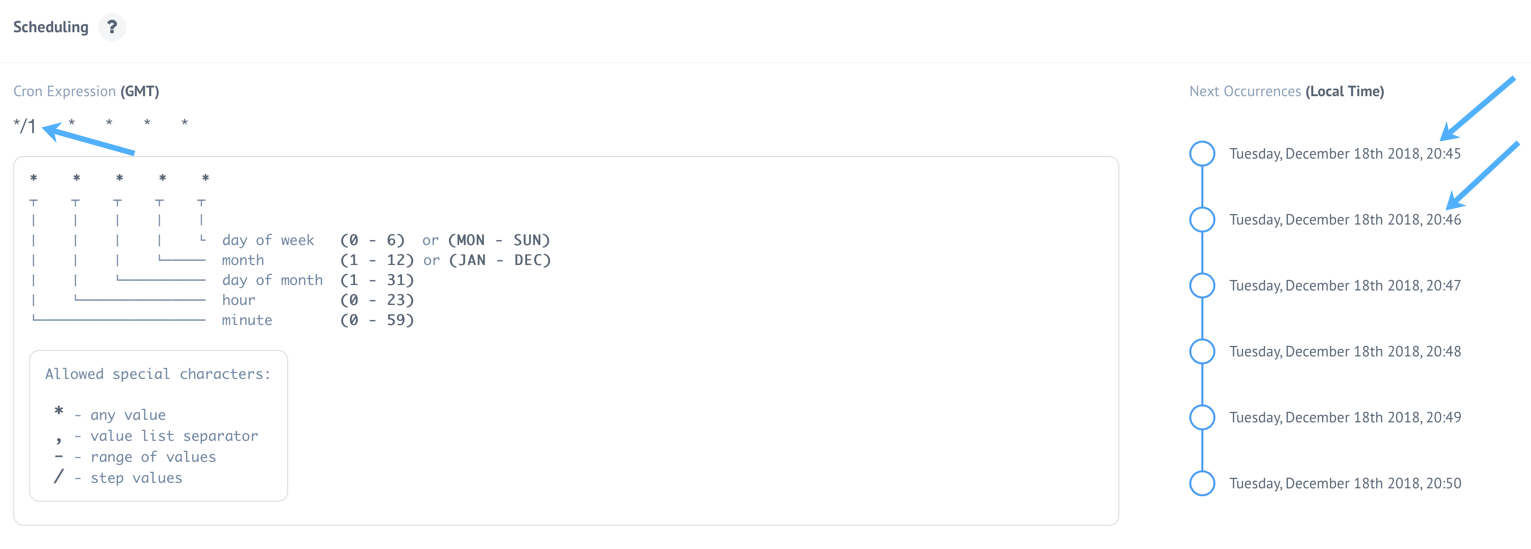 Scheduling ?
Cron Expression (GMT)
*/1 * * * *
* * * * *
day of week (0 - 6) or (MON - SUN)
month (1 - 12) or (JAN - DEC)
day of month (1 - 31)
hour (0 - 23)
minute (0 - 59)
Allowed special characters:
* - any value
, - value list separator
- - range of values
/ - step values
Next Occurrences (Local Time)
Tuesday, December 18th 2018, 20:45
Tuesday, December 18th 2018, 20:46
Tuesday, December 18th 2018, 20:47
Tuesday, December 18th 2018, 20:48
Tuesday, December 18th 2018, 20:49
Tuesday, December 18th 2018, 20:50